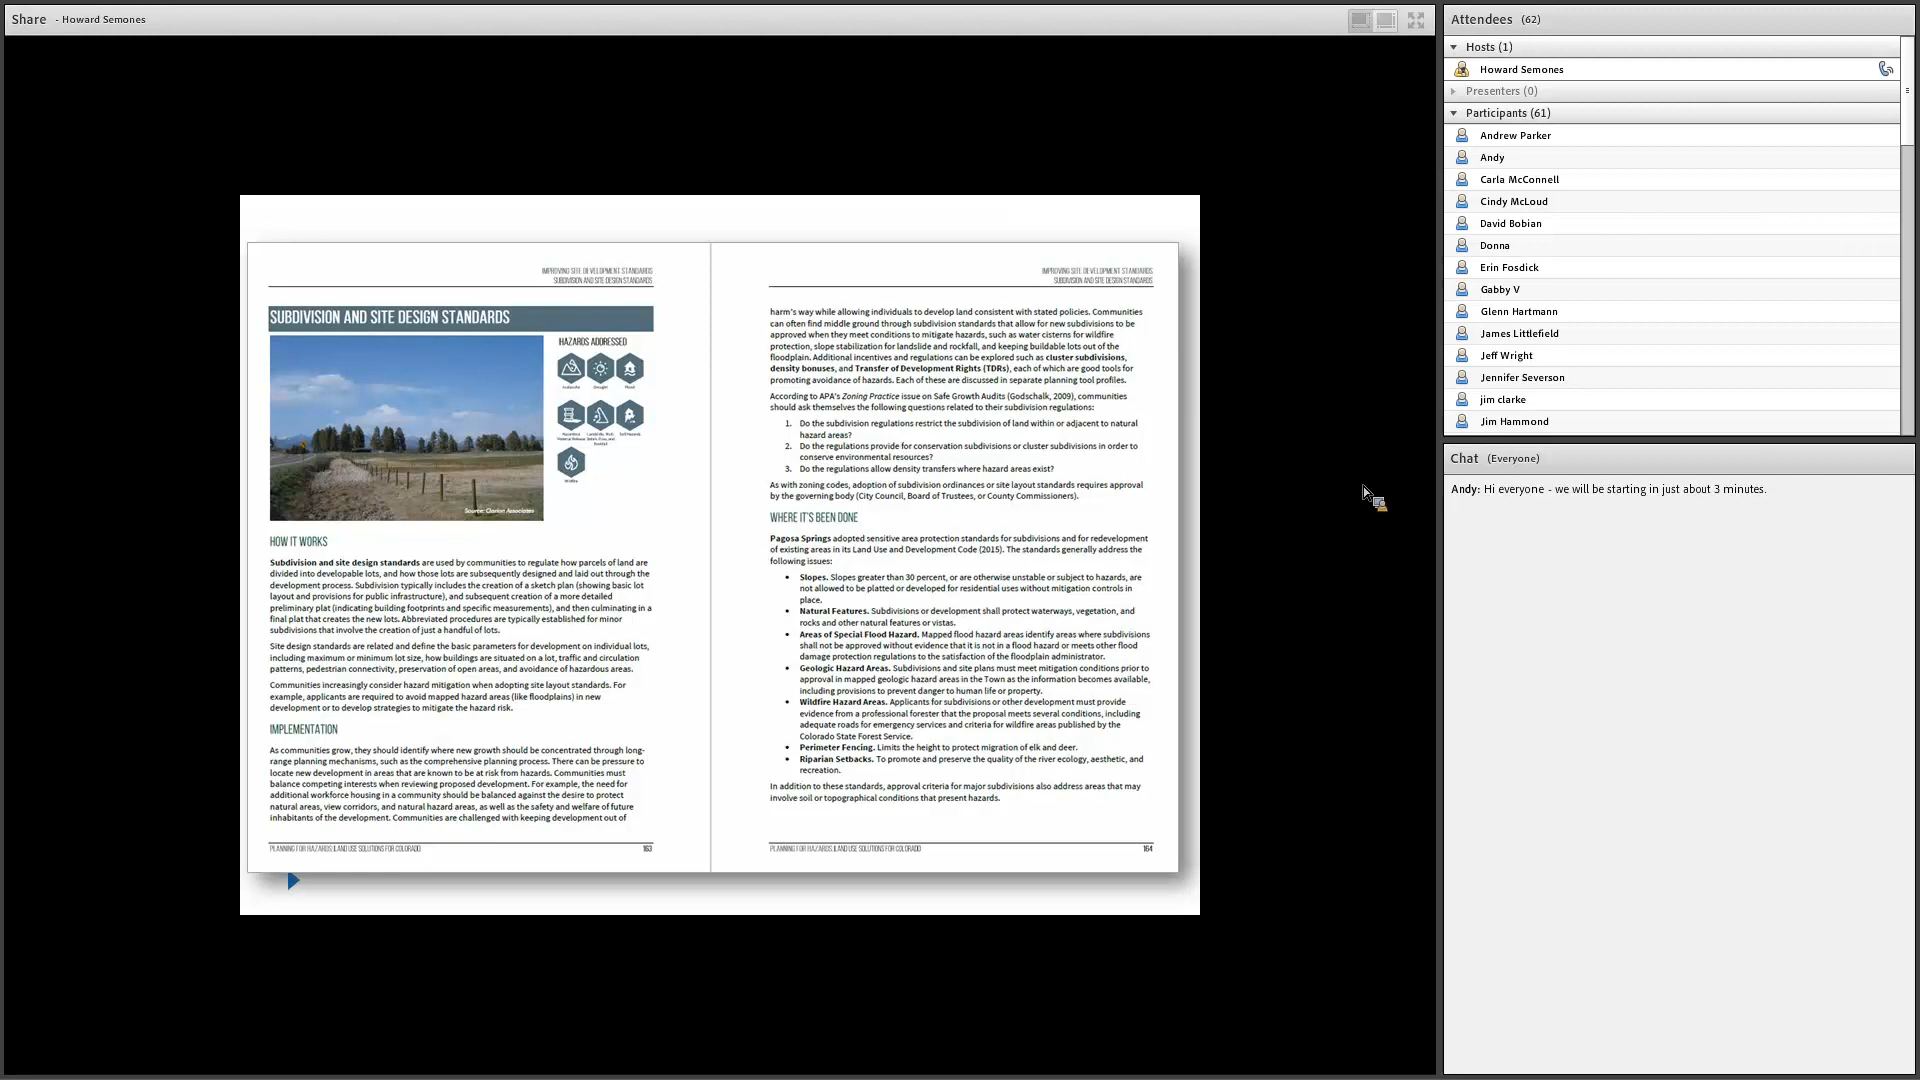 Share - Howard Semones
IMPROVING SITE DEVELOPMENT STANDARDS
SUBDIVISION AND SITE DESIGN STANDARDS
SUBDIVISION AND SITE DESIGN STANDARDS
HAZARDS ADDRESSED
Avalanche Drought Flood
Wildfire
Source: Clarion Associates
HOW IT WORKS
Subdivision and site design standards are used by communities to regulate how parcels of land are
divided into developable lots, and how those lots are subsequently designed and laid out through the
development process. Subdivision typically includes the creation of a sketch plan (showing basic lot
layout and provisions for public infrastructure), and subsequent creation of a more detailed
preliminary plat (indicating building footprints and specific measurements), and then culminating in a
final plat that creates the new lots. Abbreviated procedures are typically established for minor
subdivisions that involve the creation of just a handful of lots.
Site design standards are related and define the basic parameters for development on individual lots,
including maximum or minimum lot size, how buildings are situated on a lot, traffic and circulation
patterns, pedestrian connectivity, preservation of open areas, and avoidance of hazardous areas.
Communities increasingly consider hazard mitigation when adopting site layout standards. For
example, applicants are required to avoid mapped hazard areas (like floodplains) in new
development or to develop strategies to mitigate the hazard risk.
IMPLEMENTATION
As communities grow, they should identify where new growth should be concentrated through long-
range planning mechanisms, such as the comprehensive planning process. There can be pressure to
locate new development in areas that are known to be at risk from hazards. Communities must
balance competing interests when reviewing proposed development. For example, the need for
additional workforce housing in a community should be balanced against the desire to protect
natural areas, view corridors, and natural hazard areas, as well as the safety and welfare of future
inhabitants of the development. Communities are challenged with keeping development out of
PLANNING FOR HAZARDS: LAND USE SOLUTIONS FOR COLORADO 163
IMPROVING SITE DEVELOPMENT STANDARDS
SUBDIVISION AND SITE DESIGN STANDARDS
harm's way while allowing individuals to develop land consistent with stated policies. Communities
can often find middle ground through subdivision standards that allow for new subdivisions to be
approved when they meet conditions to mitigate hazards, such as water cisterns for wildfire
protection, slope stabilization for landslide and rockfall, and keeping buildable lots out of the
floodplain. Additional incentives and regulations can be explored such as cluster subdivisions,
density bonuses, and Transfer of Development Rights (TDRs), each of which are good tools for
promoting avoidance of hazards. Each of these are discussed in separate planning tool profiles.
According to APA's Zoning Practice issue on Safe Growth Audits (Godschalk, 2009), communities
should ask themselves the following questions related to their subdivision regulations:
1. Do the subdivision regulations restrict the subdivision of land within or adjacent to natural
hazard areas?
2. Do the regulations provide for conservation subdivisions or cluster subdivisions in order to
conserve environmental resources?
3. Do the regulations allow density transfers where hazard areas exist?
As with zoning codes, adoption of subdivision ordinances or site layout standards requires approval
by the governing body (City Council, Board of Trustees, or County Commissioners).
WHERE IT'S BEEN DONE
Pagosa Springs adopted sensitive area protection standards for subdivisions and for redevelopment
of existing areas in its Land Use and Development Code (2015). The standards generally address the
following issues:
• Slopes. Slopes greater than 30 percent, or are otherwise unstable or subject to hazards, are
not allowed to be platted or developed for residential uses without mitigation controls in
place.
• Natural Features. Subdivisions or development shall protect waterways, vegetation, and
rocks and other natural features or vistas.
• Areas of Special Flood Hazard. Mapped flood hazard areas identify areas where subdivisions
shall not be approved without evidence that it is not in a flood hazard or meets other flood
damage protection regulations to the satisfaction of the floodplain administrator.
• Geologic Hazard Areas. Subdivisions and site plans must meet mitigation conditions prior to
approval in mapped geologic hazard areas in the Town as the information becomes available,
including provisions to prevent danger to human life or property.
• Wildfire Hazard Areas. Applicants for subdivisions or other development must provide
evidence from a professional forester that the proposal meets several conditions, including
adequate roads for emergency services and criteria for wildfire areas published by the
Colorado State Forest Service.
• Perimeter Fencing. Limits the height to protect migration of elk and deer.
• Riparian Setbacks. To promote and preserve the quality of the river ecology, aesthetic, and
recreation.
In addition to these standards, approval criteria for major subdivisions also address areas that may
involve soil or topographical conditions that present hazards.
PLANNING FOR HAZARDS: LAND USE SOLUTIONS FOR COLORADO 164
Attendees (62)
Hosts (1)
Howard Semones
Presenters (0)
Participants (61)
Andrew Parker
Andy
Carla McConnell
Cindy McLoud
David Bobian
Donna
Erin Fosdick
Gabby V
Glenn Hartmann
James Littlefield
Jeff Wright
Jennifer Severson
jim clarke
Jim Hammond
Chat (Everyone)
Andy: Hi everyone - we will be starting in just about 3 minutes.